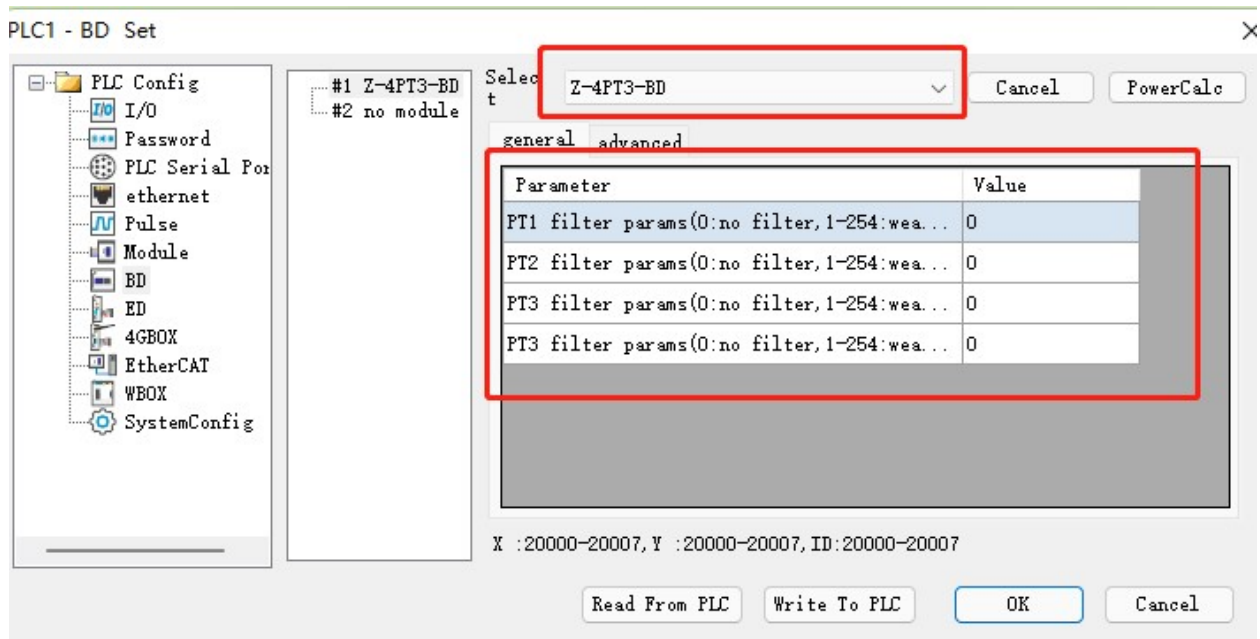 PLC1 - BD Set
PLC Config
I/O
Password
PLC Serial Por
ethernet
Pulse
Module
BD
ED
4GBOX
EtherCAT
WBOX
SystemConfig
#1 Z-4PT3-BD
#2 no module
Selec
t
Z-4PT3-BD
Cancel
PowerCalc
general
advanced
Parameter Value
PT1 filter params(0:no filter,1-254:wea... 0
PT2 filter params(0:no filter,1-254:wea... 0
PT3 filter params(0:no filter,1-254:wea... 0
PT3 filter params(0:no filter,1-254:wea... 0
X :20000-20007,Y :20000-20007,ID:20000-20007
Read From PLC
Write To PLC
OK
Cancel